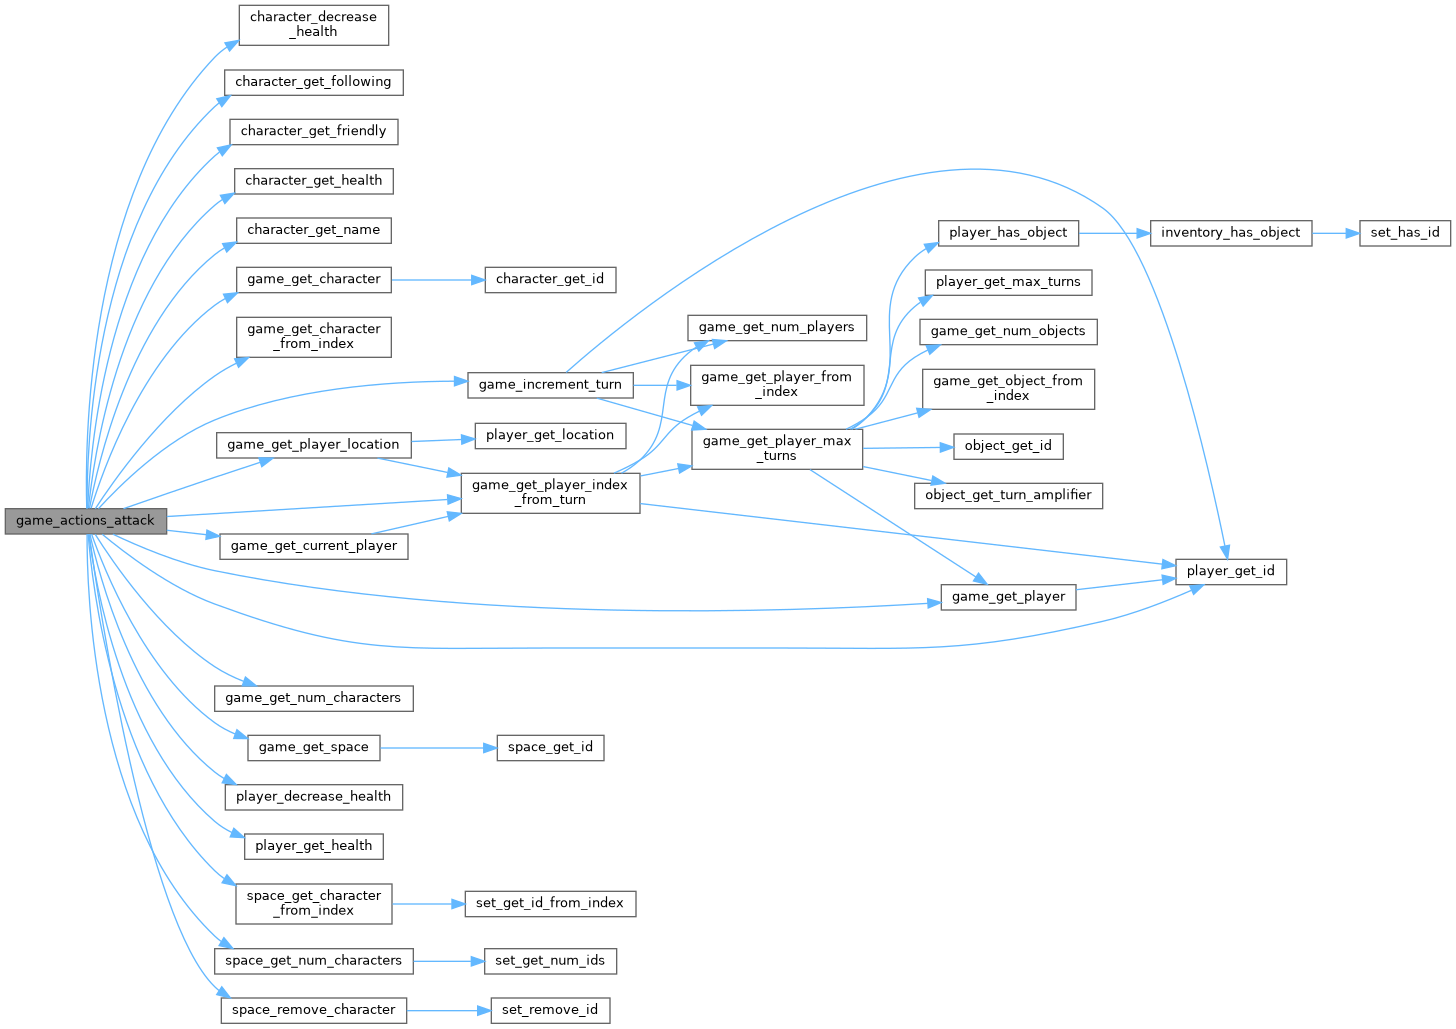 character_decrease
_health
character_get_following
character_get_friendly
character_get_health
character_get_name
game_get_character
character_get_id
game_get_character
_from_index
game_increment_turn
game_get_player_location
player_get_location
game_get_player_index
_from_turn
game_actions_attack
game_get_current_player
game_get_num_players
game_get_player_from
_index
game_get_player_max
_turns
player_has_object
inventory_has_object
set_has_id
player_get_max_turns
game_get_num_objects
game_get_object_from
_index
object_get_id
object_get_turn_amplifier
player_get_id
game_get_player
game_get_num_characters
game_get_space
space_get_id
player_decrease_health
player_get_health
space_get_character
_from_index
set_get_id_from_index
space_get_num_characters
set_get_num_ids
space_remove_character
set_remove_id